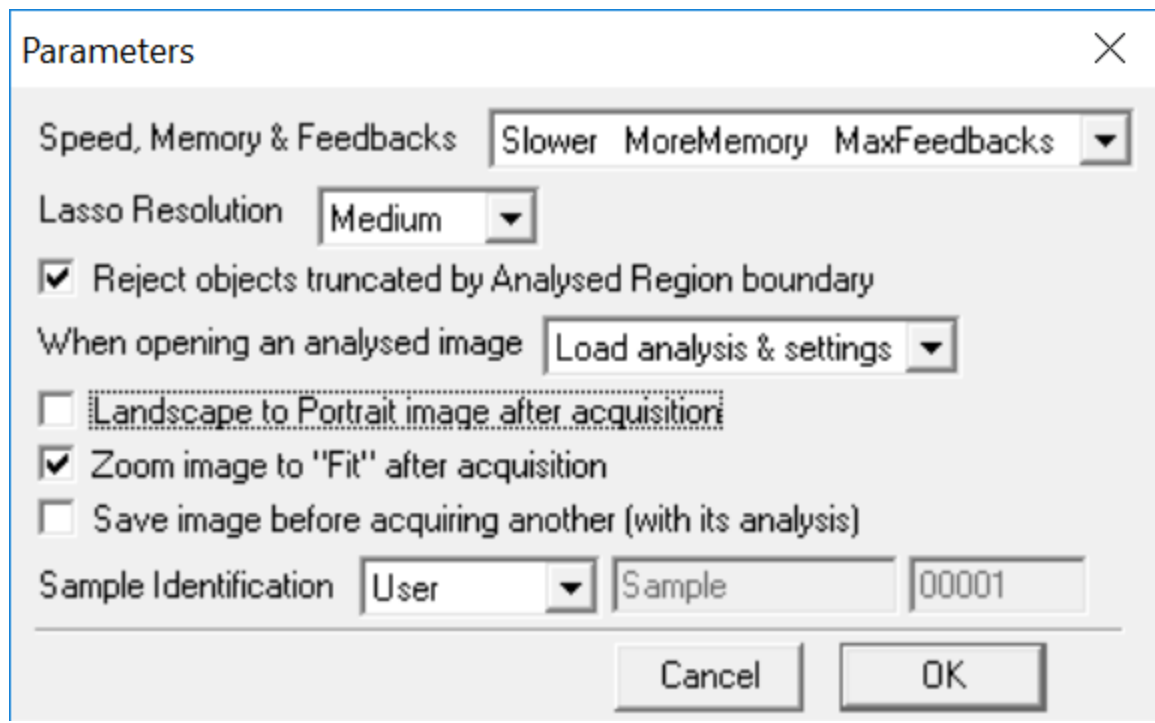 Parameters
Speed, Memory & Feedbacks Slower MoreMemory MaxFeedbacks
Lasso Resolution Medium
Reject objects truncated by Analysed Region boundary
When opening an analysed image Load analysis & settings
Landscape to Portrait image after acquisition
Zoom image to "Fit" after acquisition
Save image before acquiring another (with its analysis)
Sample Identification User Sample 00001
Cancel OK